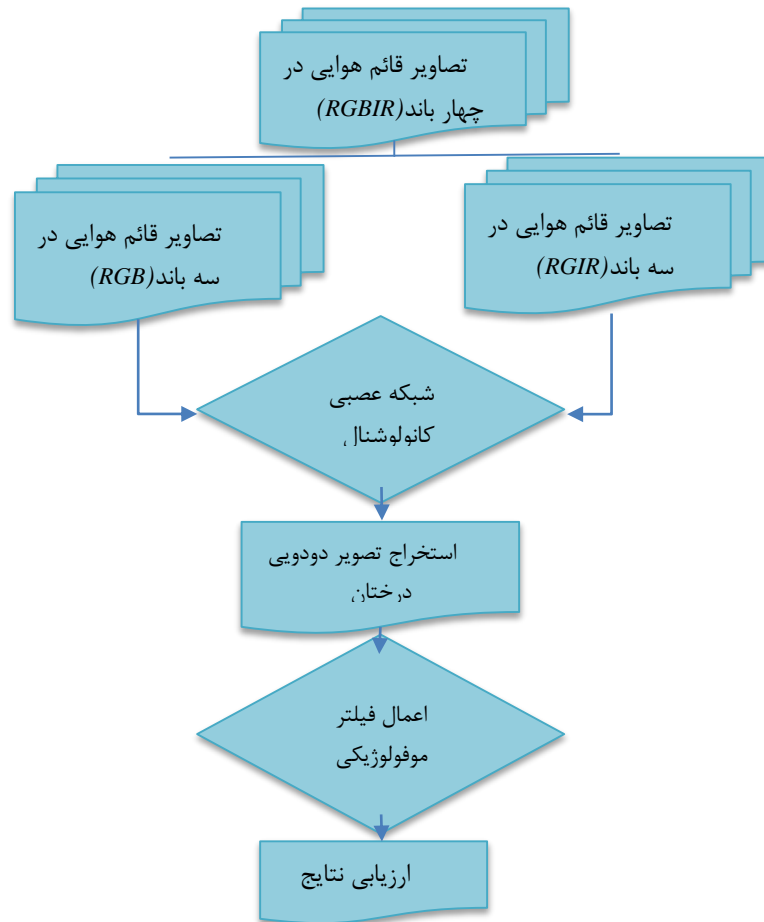 تصاویر قائم هوایی در
چهار باند(RGBIR)
تصاویر قائم هوایی در
سه باند(RGIR)
تصاویر قائم هوایی در
سه باند(RGB)
شبکه عصبی
کانولوشنال
استخراج تصویر دودویی
درختان
اعمال فیلتر
موفولوژیکی
ارزیابی نتایج